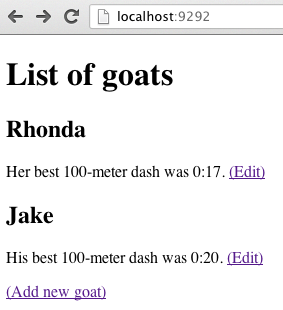 localhost:9292
List of goats
Rhonda
Her best 100-meter dash was 0:17. (Edit)
Jake
His best 100-meter dash was 0:20. (Edit)
(Add new goat)